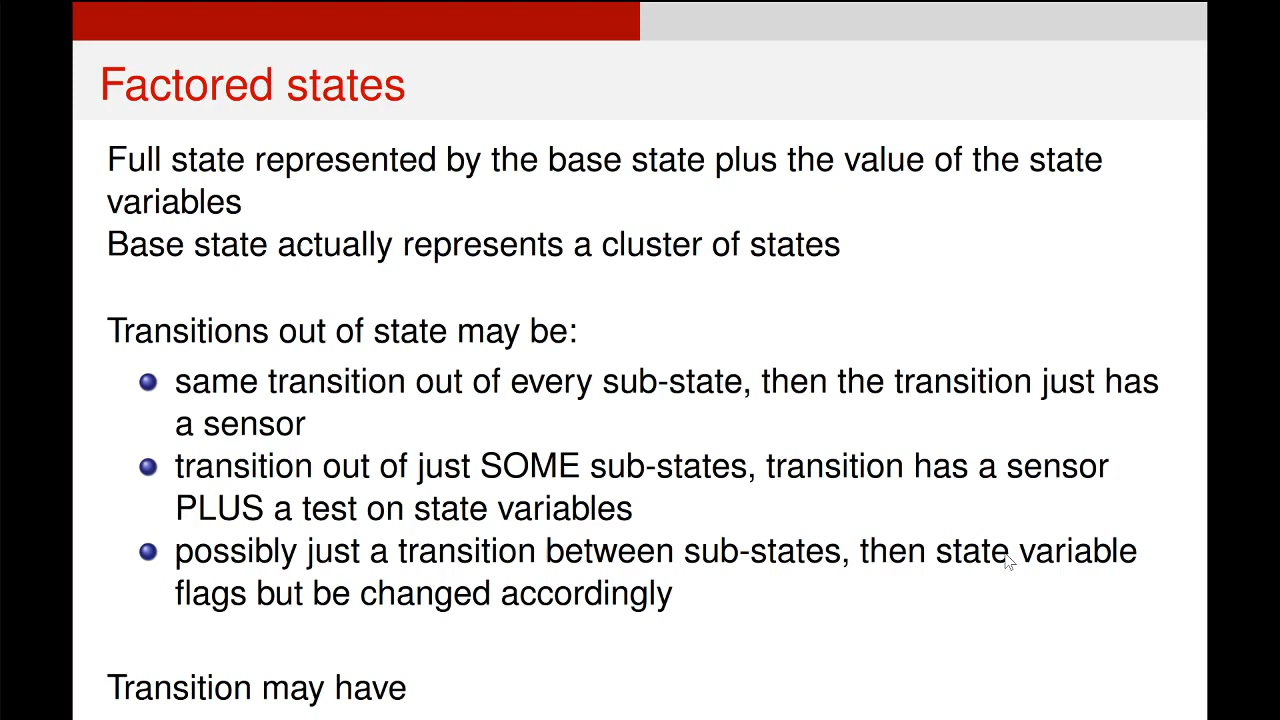 Factored states
Full state represented by the base state plus the value of the state
variables
Base state actually represents a cluster of states
Transitions out of state may be:
same transition out of every sub-state, then the transition just has
a sensor
transition out of just SOME sub-states, transition has a sensor
PLUS a test on state variables
possibly just a transition between sub-states, then state variable
flags but be changed accordingly
Transition may have